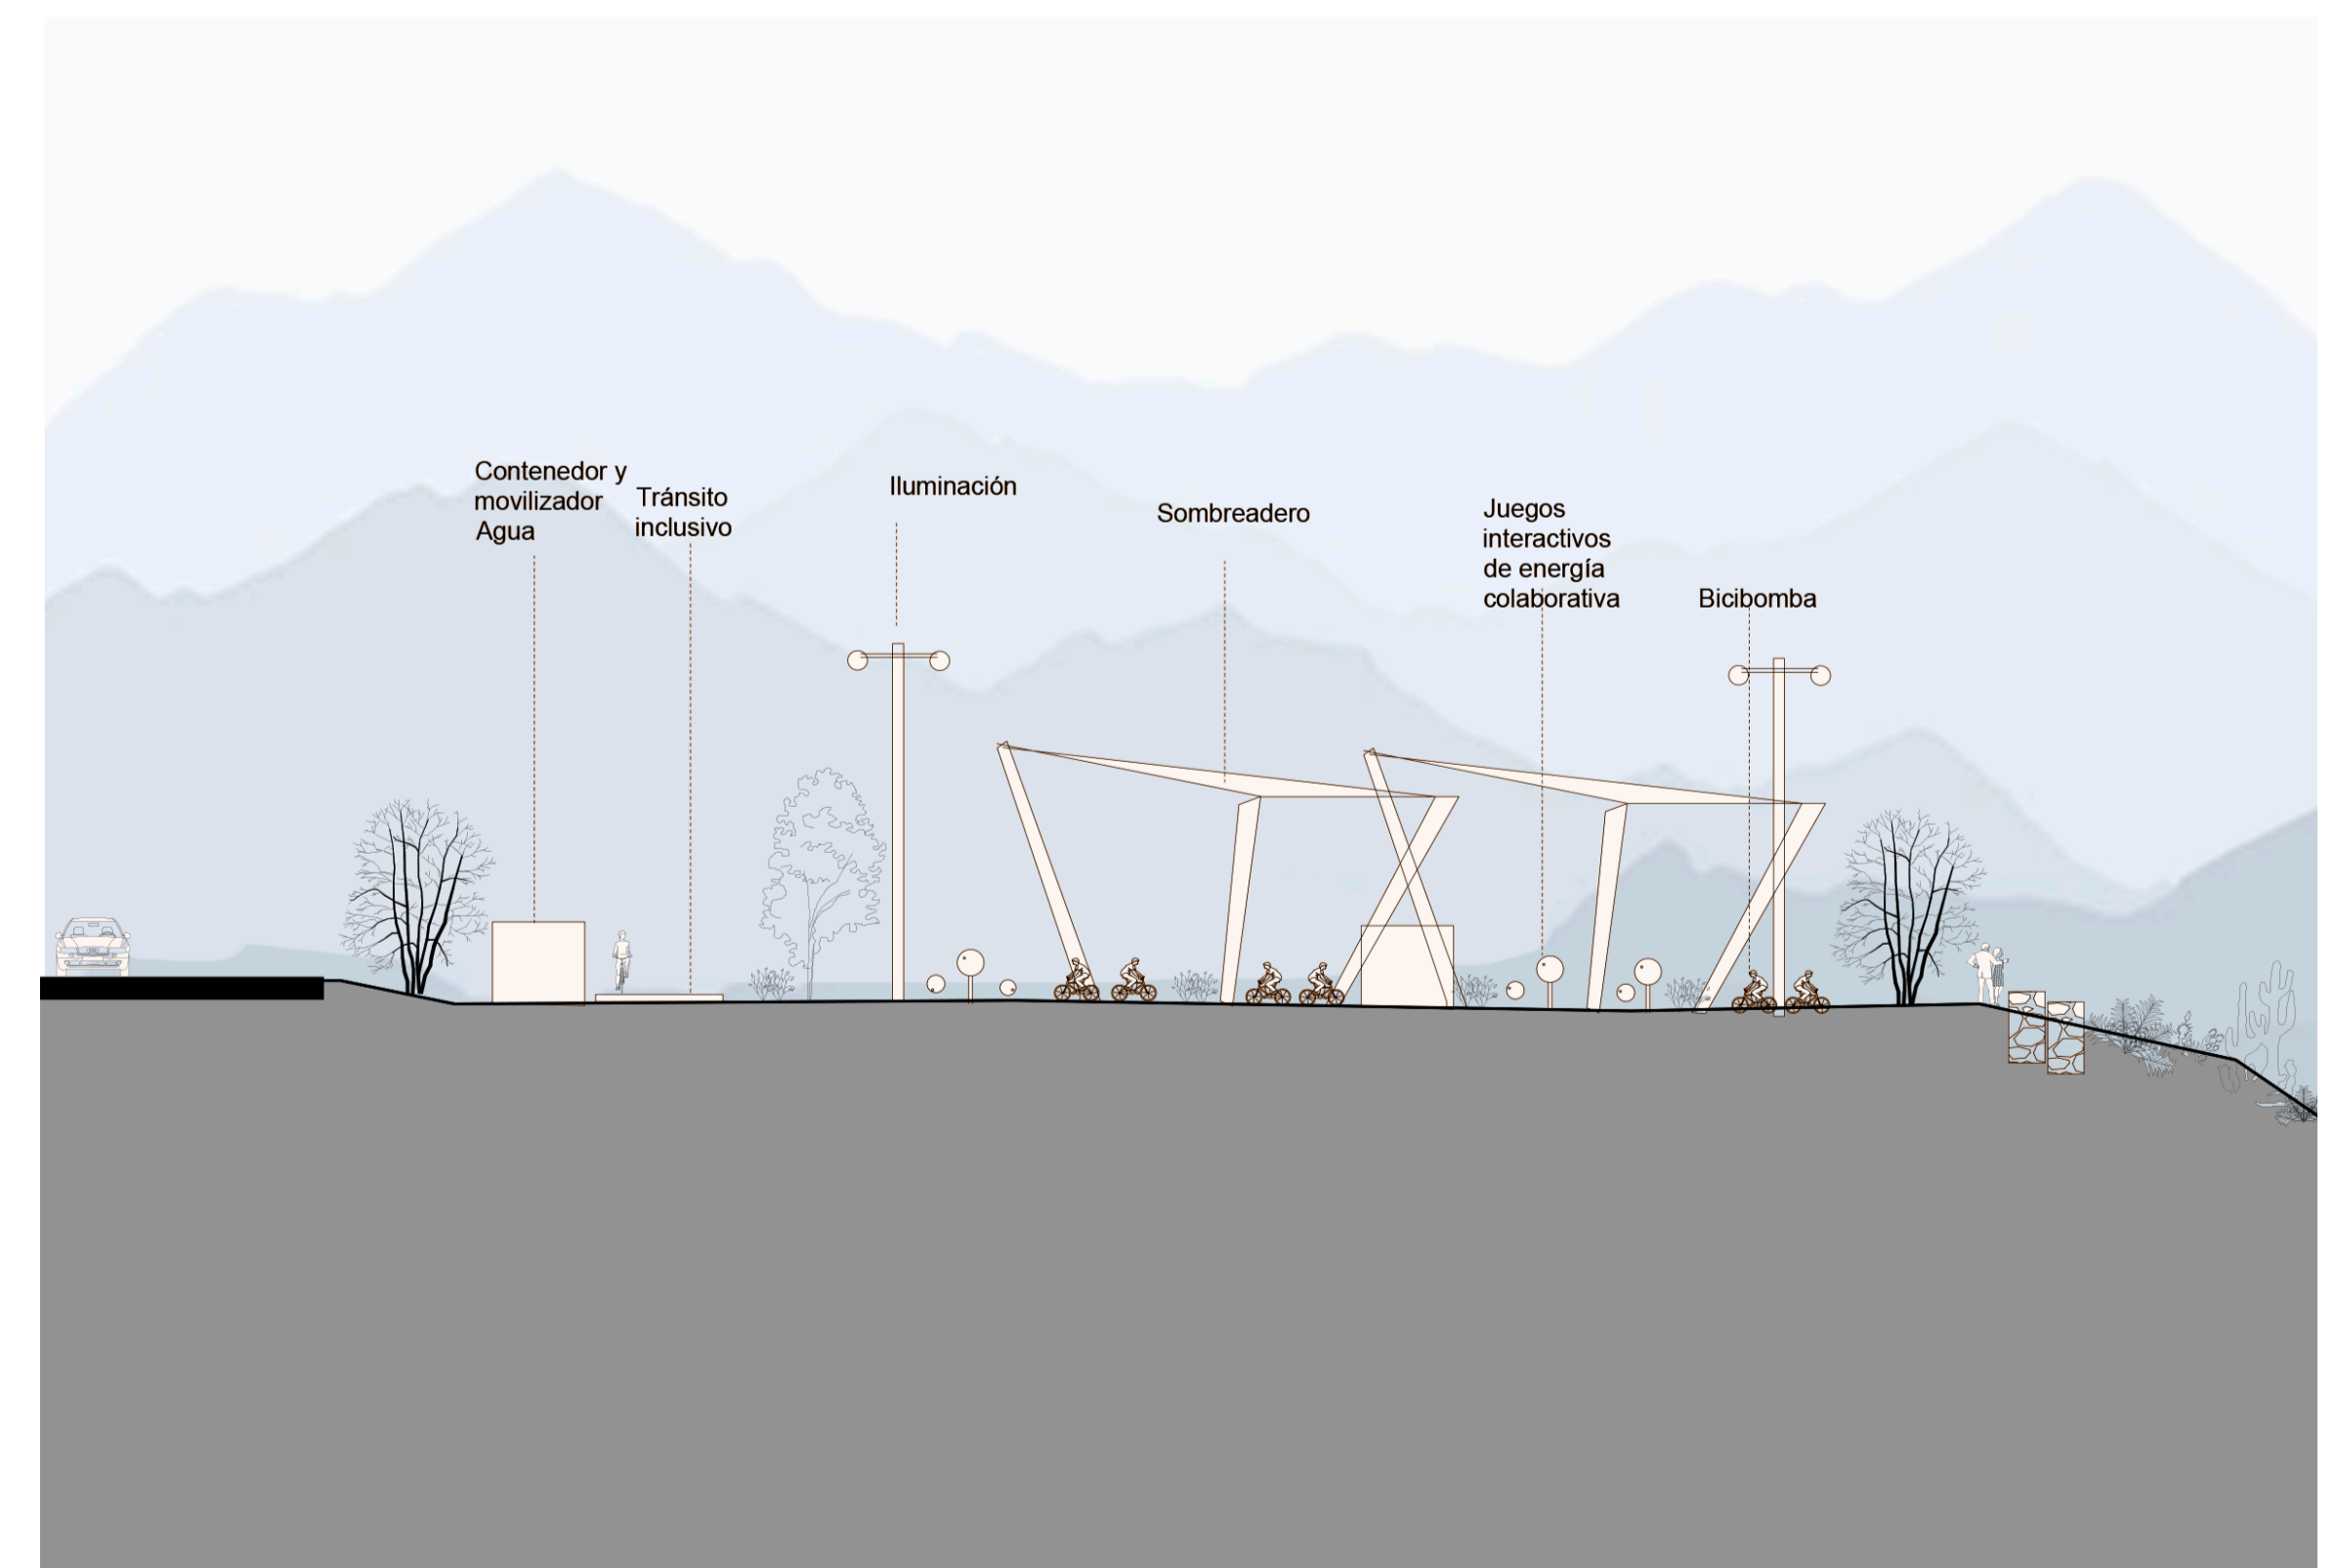 Contenedor y
movilizador
Agua
Tránsito
inclusivo
Iluminación
Sombreadero
Juegos
interactivos
de energía
colaborativa
Bicibomba